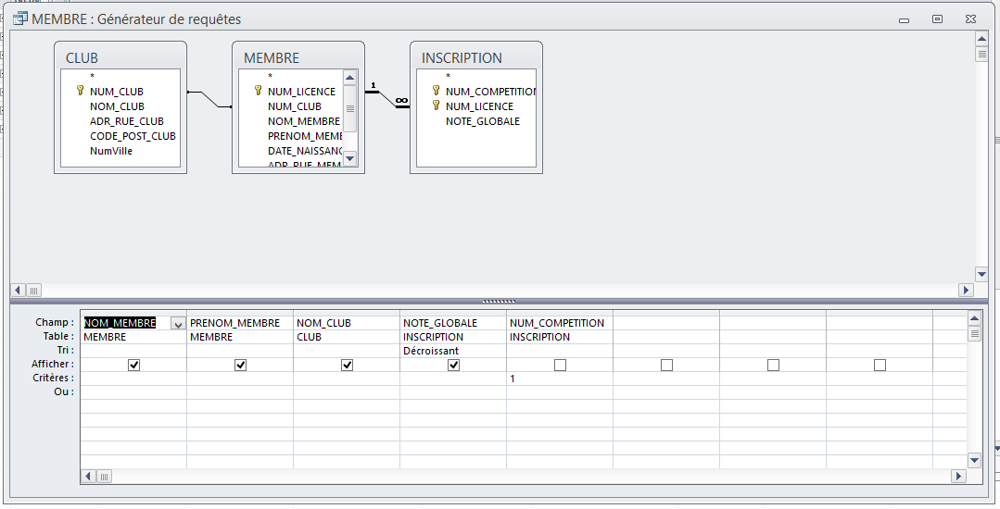 MEMBRE : Générateur de requêtes
CLUB
*
NUM_CLUB
NOM_CLUB
ADR_RUE_CLUB
CODE_POST_CLUB
NumVille
MEMBRE
*
NUM_LICENCE
NUM_CLUB
NOM_MEMBRE
PRENOM_MEME
DATE_NAISSANC
ADR_RUE_MEM
1
∞
INSCRIPTION
*
NUM_COMPETITION
NUM_LICENCE
NOTE_GLOBALE
Champ : NOM_MEMBRE PRENOM_MEMBRE NOM_CLUB NOTE_GLOBALE NUM_COMPETITION
Table : MEMBRE MEMBRE CLUB INSCRIPTION INSCRIPTION
Tri : Décroissant
Afficher :
Critères : 1
Ou :